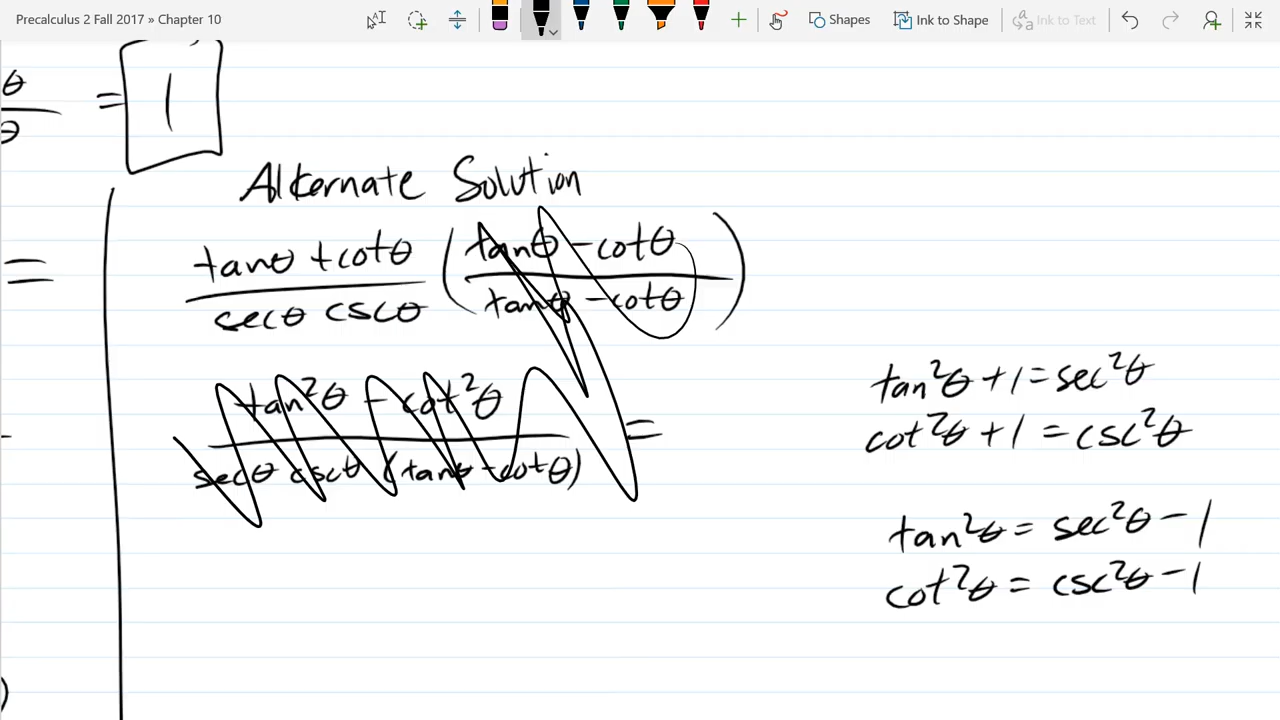 Precalculus 2 Fall 2017 » Chapter 10
Shapes
Ink to Shape
Ink to Text
θ
θ
= 1
Alternate Solution
=
tanθ + cotθ
secθ cscθ
( tanθ - cotθ
tanθ - cotθ )
tan²θ - cot²θ
secθ cscθ (tanθ - cotθ)
=
tan²θ + 1 = sec²θ
cot²θ + 1 = csc²θ
tan²θ = sec²θ - 1
cot²θ = csc²θ - 1
)